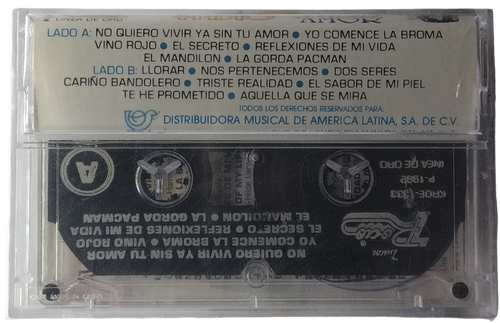 LINEA DE ORO
AMOR
LADO A: NO QUIERO VIVIR YA SIN TU AMOR • YO COMENCE LA BROMA
VINO ROJO • EL SECRETO • REFLEXIONES DE MI VIDA
EL MANDILON • LA GORDA PACMAN
LADO B: LLORAR • NOS PERTENECEMOS • DOS SERES
CARIÑO BANDOLERO • TRISTE REALIDAD • EL SABOR DE MI PIEL
TE HE PROMETIDO • AQUELLA QUE SE MIRA
TODOS LOS DERECHOS RESERVADOS PARA:
DISTRIBUIDORA MUSICAL DE AMERICA LATINA, S.A. DE C.V.
NO QUIERO VIVIR YA SIN TU AMOR
YO COMENCE LA BROMA • VINO ROJO
EL SECRETO • REFLEXIONES DE MI VIDA
EL MANDILON • LA GORDA PACMAN
A
LINEA DE ORO